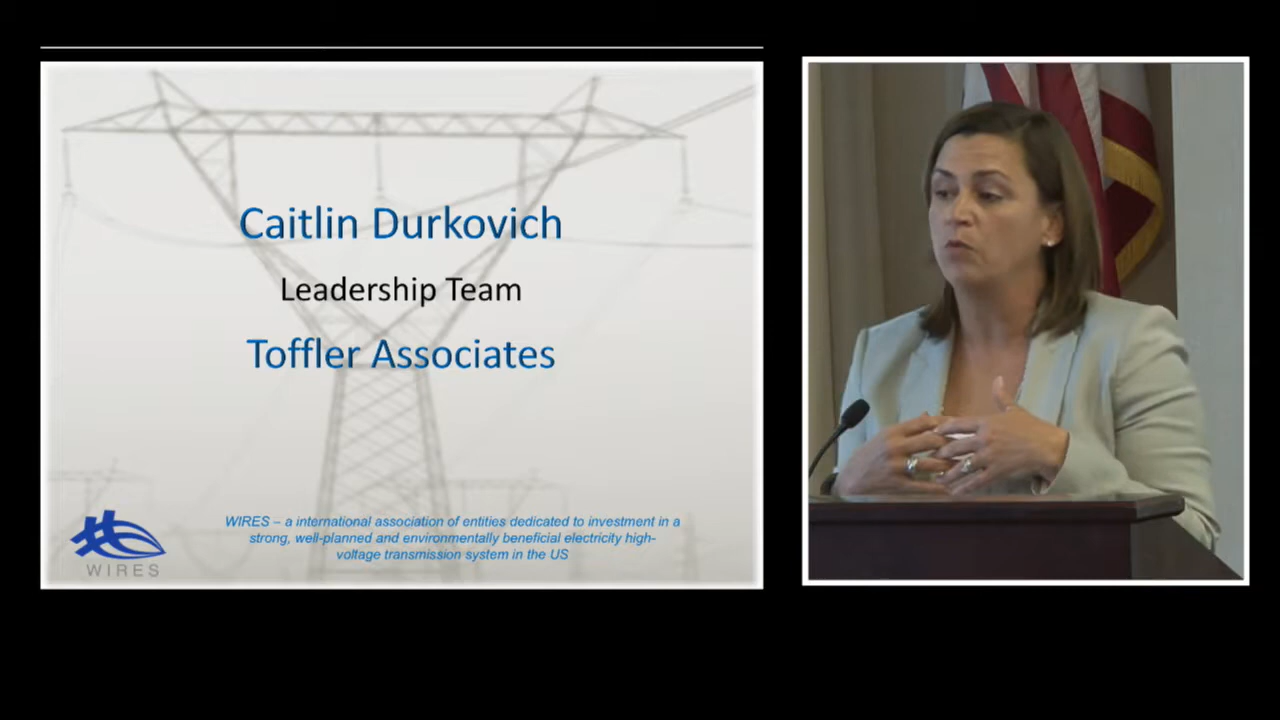 Caitlin Durkovich
Leadership Team
Toffler Associates
WIRES – a international association of entities dedicated to investment in a
strong, well-planned and environmentally beneficial electricity high-
voltage transmission system in the US
WIRES